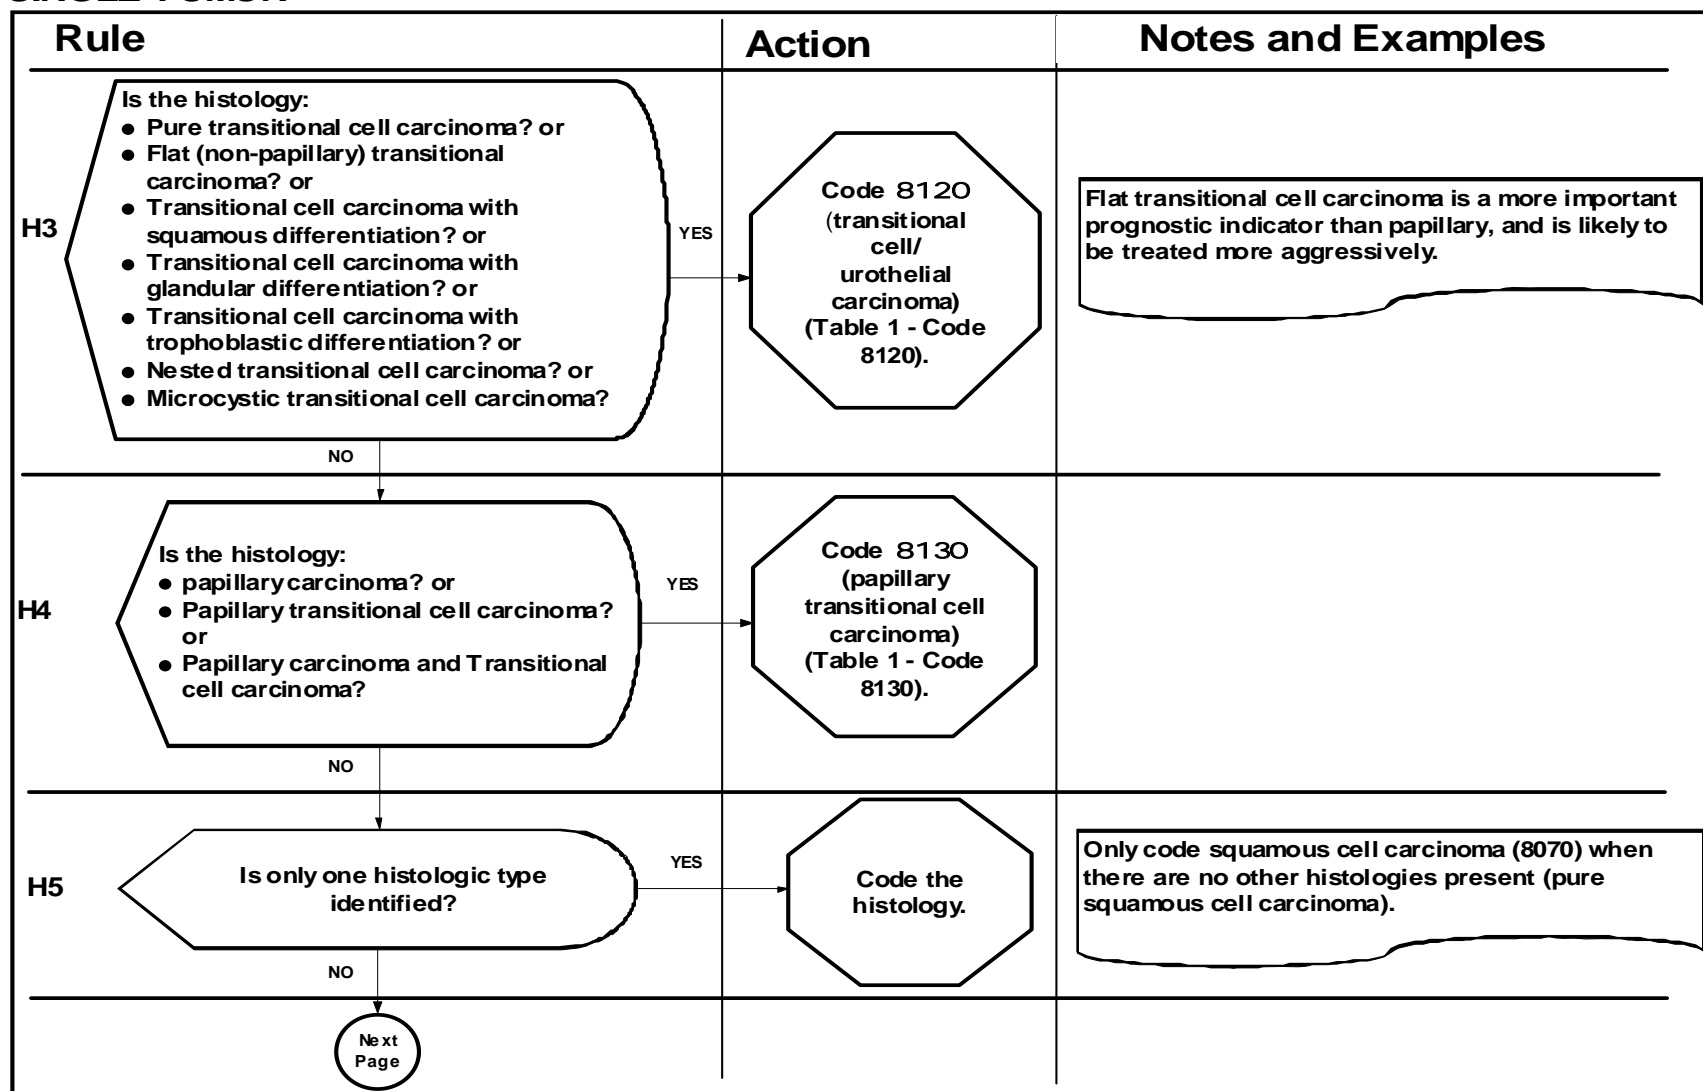 Rule
Action
Notes and Examples
H3
Is the histology:
● Pure transitional cell carcinoma? or
● Flat (non-papillary) transitional
carcinoma? or
● Transitional cell carcinoma with
squamous differentiation? or
● Transitional cell carcinoma with
glandular differentiation? or
● Transitional cell carcinoma with
trophoblastic differentiation? or
● Nested transitional cell carcinoma? or
● Microcystic transitional cell carcinoma?
YES
Code 8120
(transitional
cell/
urothelial
carcinoma)
(Table 1 - Code
8120).
Flat transitional cell carcinoma is a more important
prognostic indicator than papillary, and is likely to
be treated more aggressively.
NO
H4
Is the histology:
● papillary carcinoma? or
● Papillary transitional cell carcinoma?
or
● Papillary carcinoma and Transitional
cell carcinoma?
YES
Code 8130
(papillary
transitional cell
carcinoma)
(Table 1 - Code
8130).
NO
H5
Is only one histologic type
identified?
YES
Code the
histology.
Only code squamous cell carcinoma (8070) when
there are no other histologies present (pure
squamous cell carcinoma).
NO
Next
Page